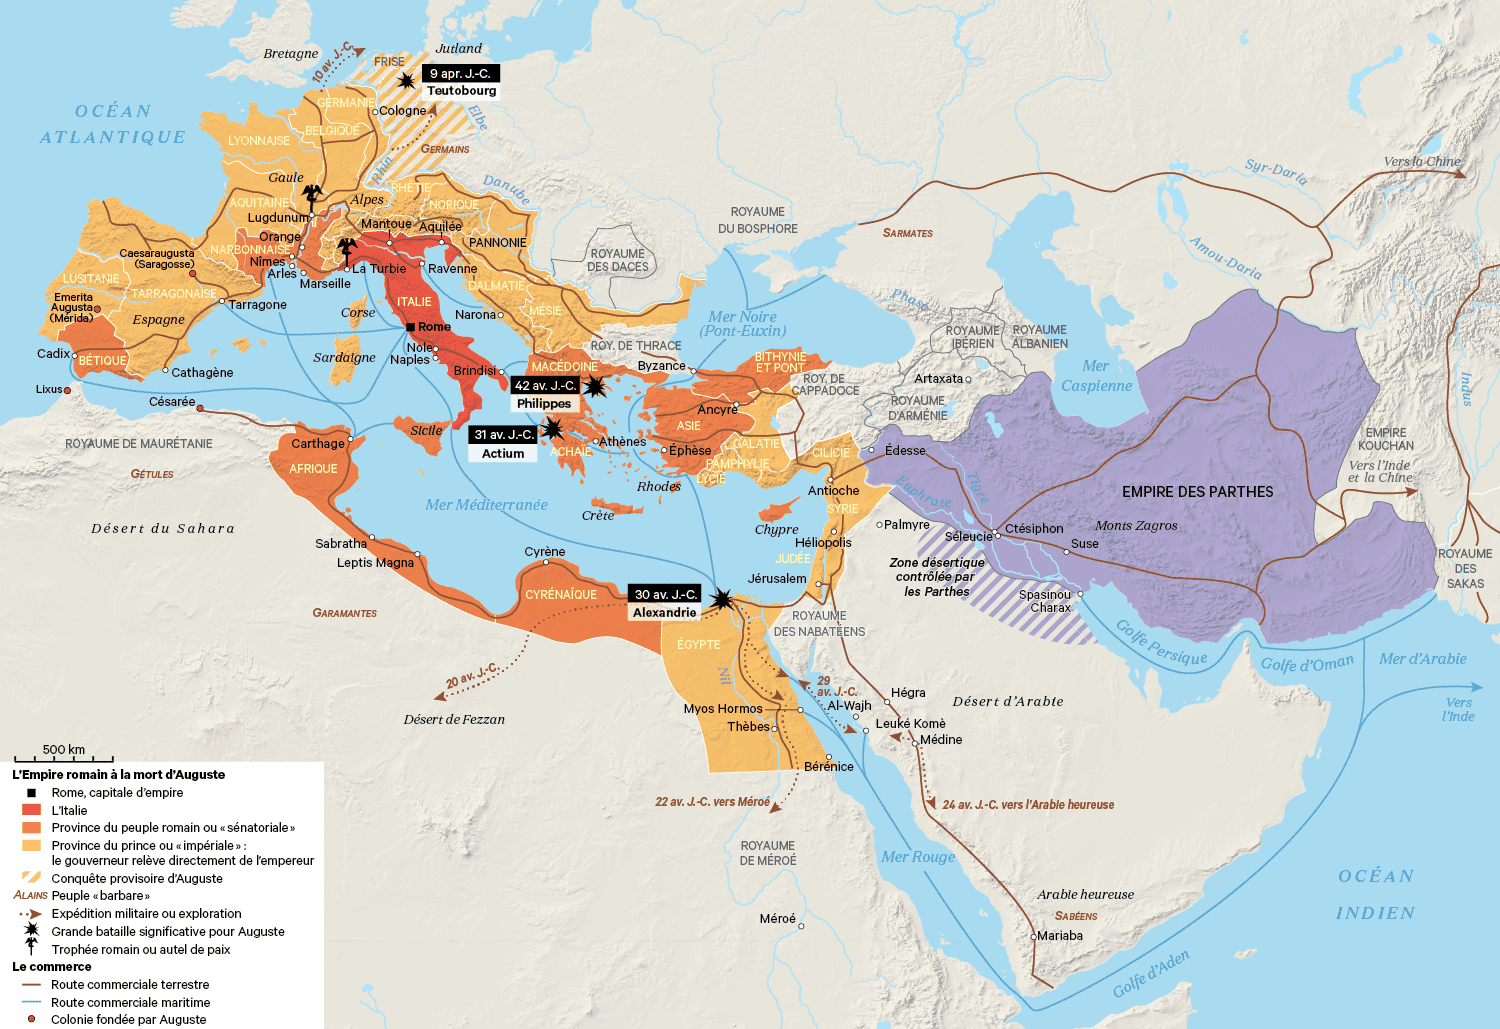 Bretagne
10 av. J.-C.
Jutland
FRISE
9 apr. J.-C.
Teutobourg
OCÉAN
ATLANTIQUE
GERMANIE
Cologne
Elbe
BELGIQUE
LYONNAISE
GERMAINS
Rhin
Gaule
RHÉTIE
Danube
Alpes
NORIQUE
AQUITAINE
Lugdunum
Mantoue
Aquilée
PANNONIE
Orange
NARBONNAISE
Nîmes
Arles
Marseille
La Turbie
Ravenne
Caesaraugusta
(Saragosse)
LUSITANIE
TARRAGONAISE
Emerita
Augusta
(Mérida)
Tarragone
Espagne
DALMATIE
Corse
ITALIE
Narona
MÉSIE
Rome
Sardaigne
Nole
Naples
Cadix
BÉTIQUE
Cathagène
Brindisi
Lixus
Césarée
ROYAUME
DES DACES
ROYAUME
DU BOSPHORE
SARMATES
Vers la Chine
Syr-Daria
Amou-Daria
Phase
Mer Noire
(Pont-Euxin)
ROYAUME
IBÉRIEN
ROYAUME
ALBANIEN
Mer
Caspienne
ROY. DE THRACE
Byzance
BITHYNIE
ET PONT
MACÉDOINE
42 av. J.-C.
Philippes
ROY. DE
CAPPADOCE
Artaxata
ROYAUME
D'ARMÉNIE
Indus
Ancyre
ASIE
31 av. J.-C.
Actium
Athènes
ACHAÏE
Éphèse
GALATIE
PAMPHYLIE
LYCIE
CILICIE
Édesse
EMPIRE
KOUCHAN
Vers l'Inde
et la Chine
Sicile
ROYAUME DE MAURÉTANIE
GÉTULES
Carthage
AFRIQUE
Rhodes
Antioche
Euphrate
Tigre
EMPIRE DES PARTHES
Mer Méditerranée
Crète
Chypre
SYRIE
Palmyre
Ctésiphon
Monts Zagros
Séleucie
Suse
Désert du Sahara
Sabratha
Leptis Magna
Cyrène
Héliopolis
JUDÉE
Jérusalem
Zone désertique
contrôlée par
les Parthes
Spasinou
Charax
ROYAUME
DES
SAKAS
CYRÉNAÏQUE
30 av. J.-C.
Alexandrie
GARAMANTES
ROYAUME
DES NABATÉENS
ÉGYPTE
Nil
Golfe Persique
Golfe d'Oman
Mer d'Arabie
Vers
l'Inde
20 av. J.-C.
Désert de Fezzan
29
av. J.-C.
Al-Wajh
Hégra
Désert d'Arabie
Myos Hormos
Thèbes
Leuké Komè
Médine
Bérénice
22 av. J.-C. vers Méroé
24 av. J.-C. vers l'Arabie heureuse
ROYAUME
DE MÉROÉ
Mer Rouge
OCÉAN
INDIEN
Arabie heureuse
SABÉENS
Méroé
Mariaba
Golfe d'Aden
500 km
L'Empire romain à la mort d'Auguste
Rome, capitale d'empire
L'Italie
Province du peuple romain ou « sénatoriale »
Province du prince ou « impériale » :
le gouverneur relève directement de l'empereur
Conquête provisoire d'Auguste
ALAINS Peuple « barbare »
Expédition militaire ou exploration
Grande bataille significative pour Auguste
Trophée romain ou autel de paix
Le commerce
Route commerciale terrestre
Route commerciale maritime
Colonie fondée par Auguste